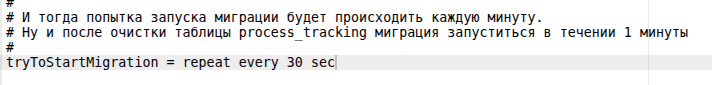 #
# И тогда попытка запуска миграции будет происходить каждую минуту.
# Ну и после очистки таблицы process_tracking миграция запуститься в течении 1 минуты
#
tryToStartMigration = repeat every 30 sec